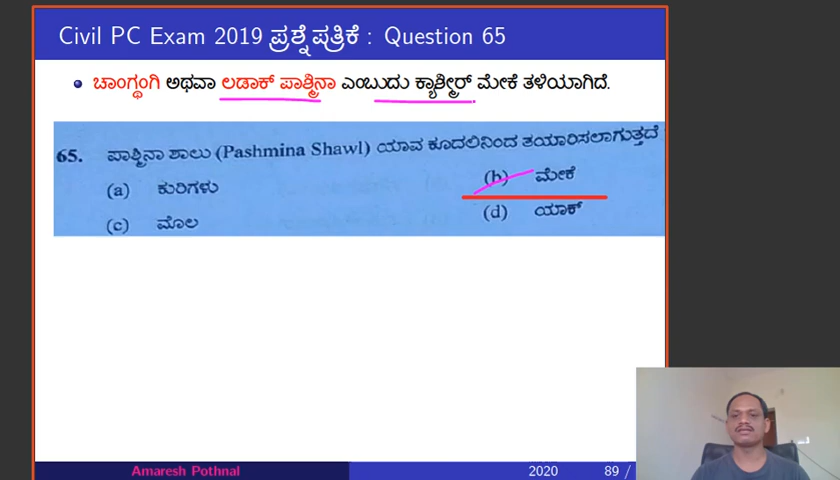 Civil PC Exam 2019 ಪ್ರಶ್ನೆ ಪತ್ರಿಕೆ : Question 65
ಚಾಂಗ್ಥಂಗಿ ಅಥವಾ ಲಡಾಕ್ ಪಾಶ್ಮಿನಾ ಎಂಬುದು ಕ್ಯಾಶ್ಮೀರ್ ಮೇಕೆ ತಳಿಯಾಗಿದೆ.
65. ಪಾಶ್ಮಿನಾ ಶಾಲು (Pashmina Shawl) ಯಾವ ಕೂದಲಿನಿಂದ ತಯಾರಿಸಲಾಗುತ್ತದೆ
(a) ಕುರಿಗಳು (b) ಮೇಕೆ
(c) ಮೊಲ (d) ಯಾಕ್
Amaresh Pothnal 2020 89 /